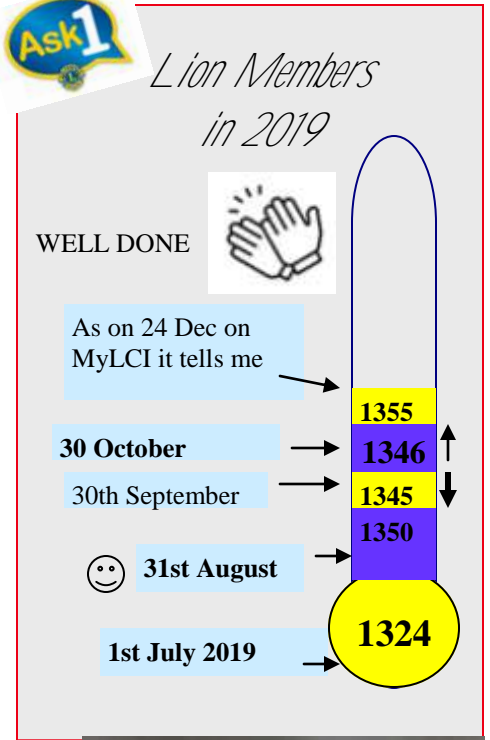 Ask1
Lion Members
in 2019
WELL DONE
As on 24 Dec on
MyLCI it tells me
1355
30 October
1346
30th September
1345
1350
31st August
1324
1st July 2019